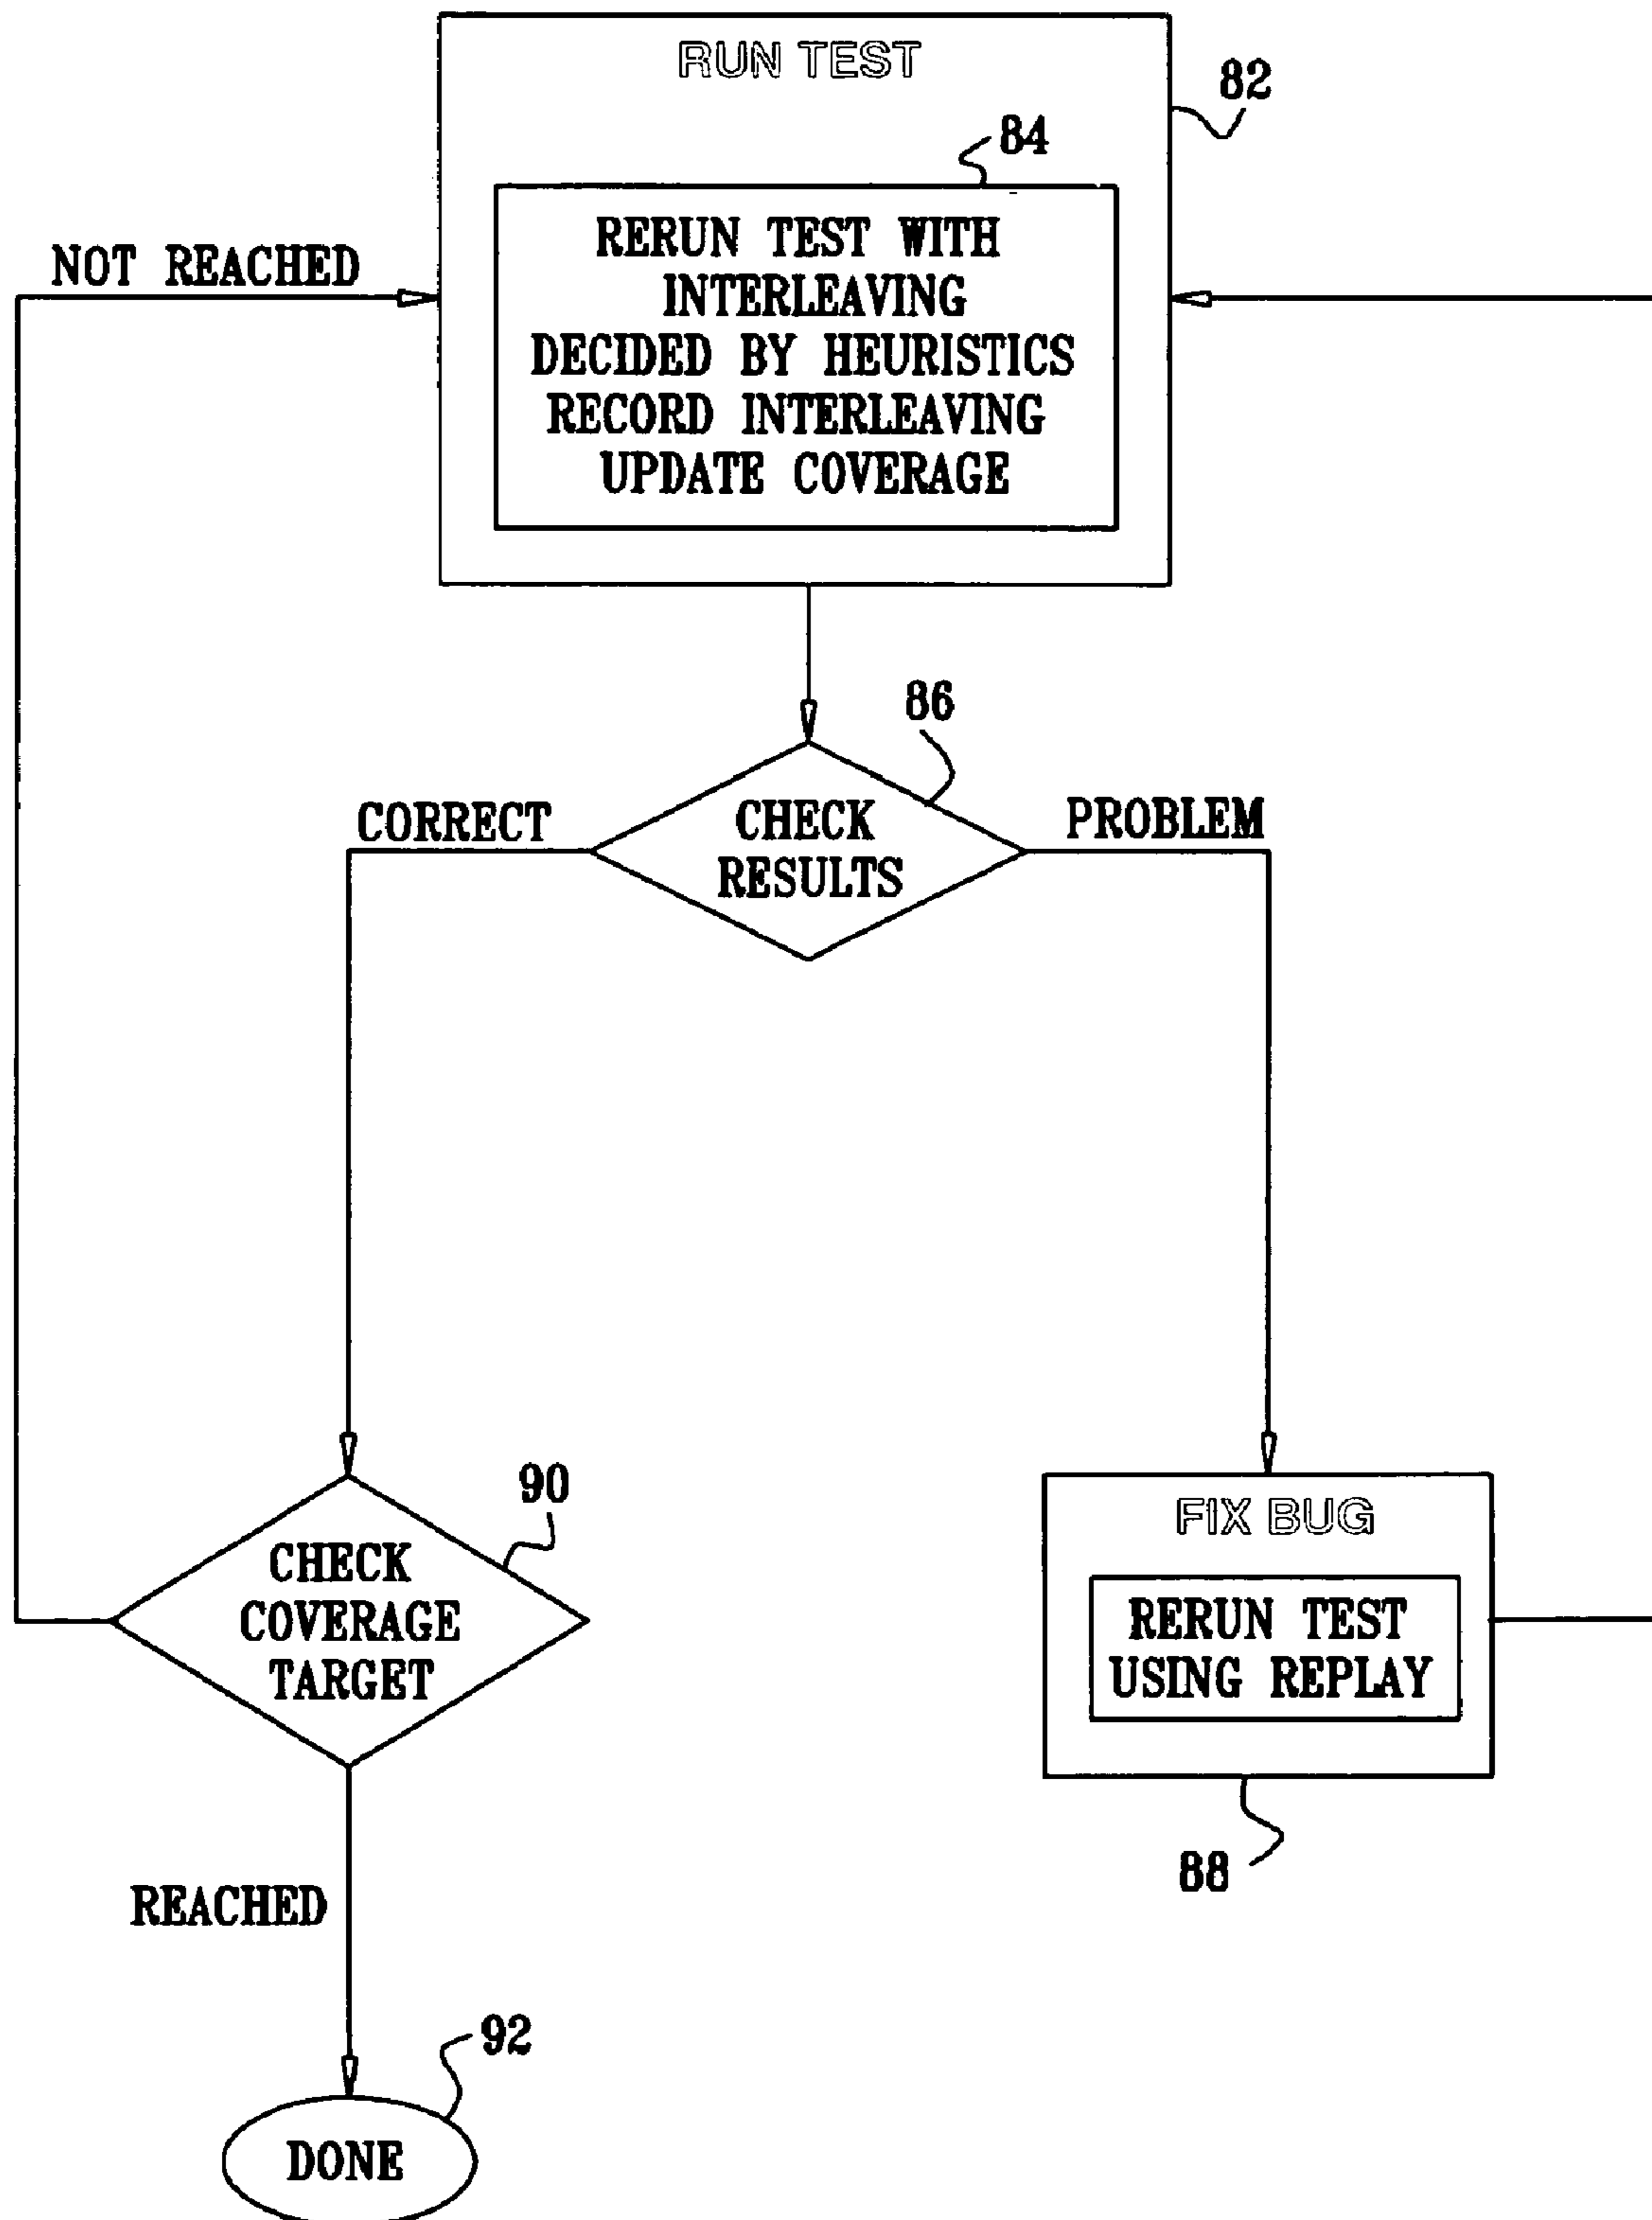 RUN TEST
82
84
RERUN TEST WITH
INTERLEAVING
DECIDED BY HEURISTICS
RECORD INTERLEAVING
UPDATE COVERAGE
NOT REACHED
86
CHECK
RESULTS
CORRECT
PROBLEM
90
CHECK
COVERAGE
TARGET
FIX BUG
RERUN TEST
USING REPLAY
88
REACHED
92
DONE